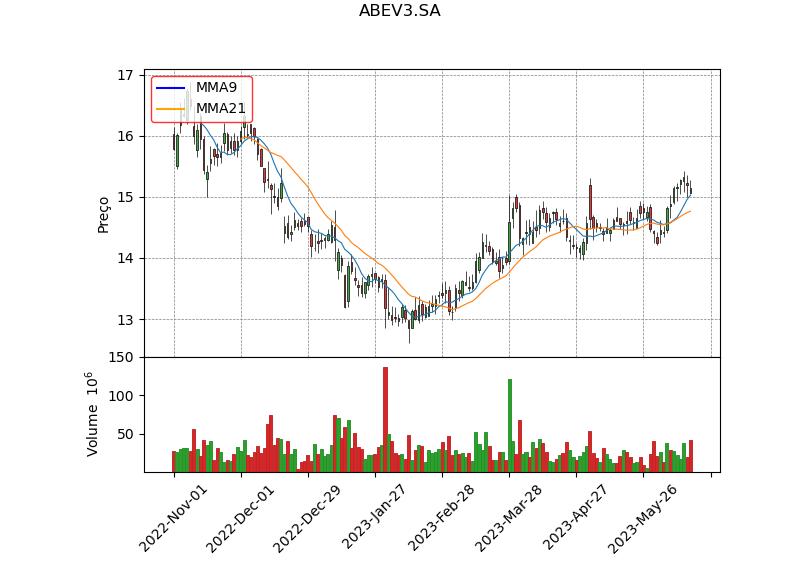 ABEV3.SA
MMA9
MMA21
Preço
17
16
15
14
13
Volume 10^6
150
100
50
2022-Nov-01
2022-Dec-01
2022-Dec-29
2023-Jan-27
2023-Feb-28
2023-Mar-28
2023-Apr-27
2023-May-26